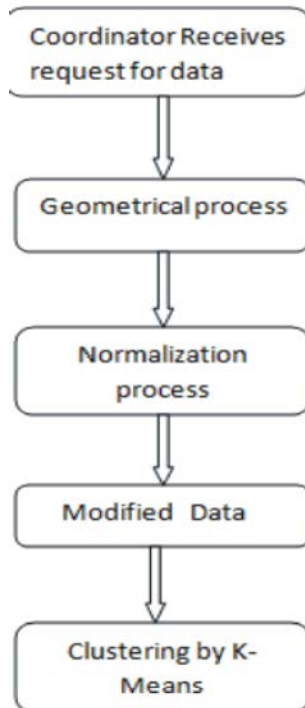 Coordinator Receives
request for data
Geometrical process
Normalization
process
Modified Data
Clustering by K-
Means